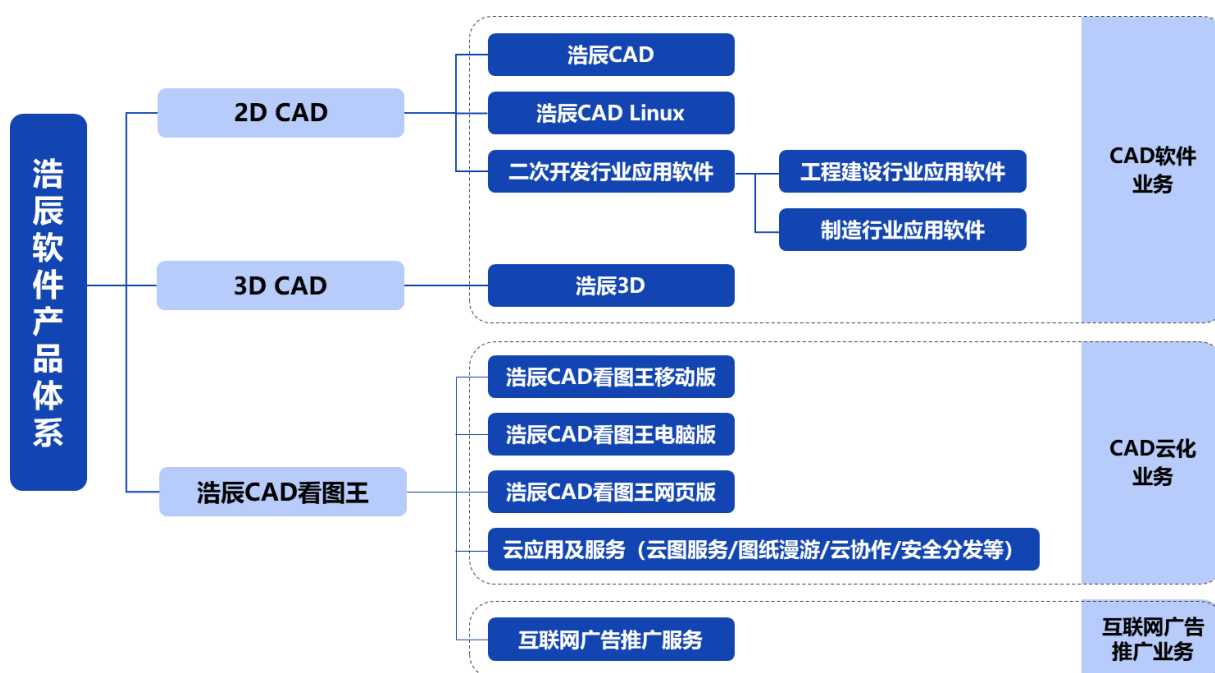 浩辰软件产品体系
2D CAD
浩辰CAD
浩辰CAD Linux
二次开发行业应用软件
工程建设行业应用软件
制造行业应用软件
CAD软件
业务
3D CAD
浩辰3D
浩辰CAD看图王
浩辰CAD看图王移动版
浩辰CAD看图王电脑版
浩辰CAD看图王网页版
云应用及服务（云图服务/图纸漫游/云协作/安全分发等）
CAD云化
业务
互联网广告推广服务
互联网广告
推广业务